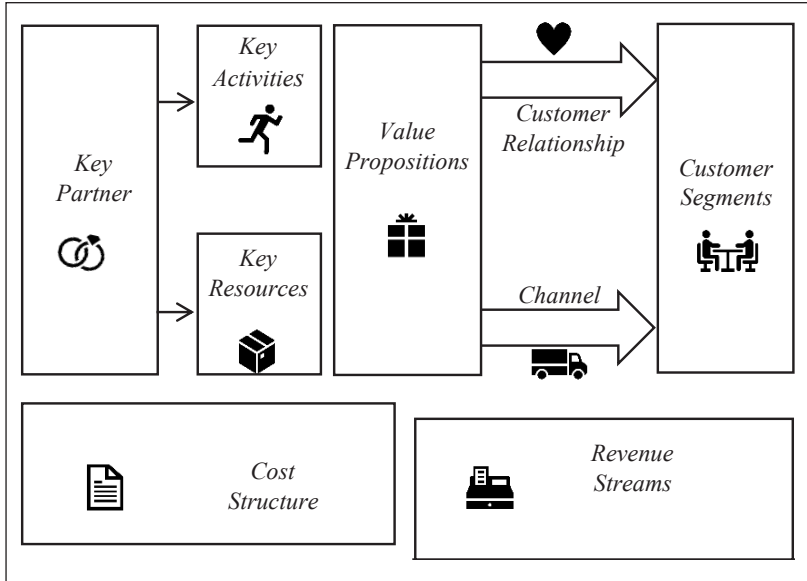 Key
Partner
Key
Activities
Key
Resources
Value
Propositions
Customer
Relationship
Channel
Customer
Segments
Cost
Structure
Revenue
Streams